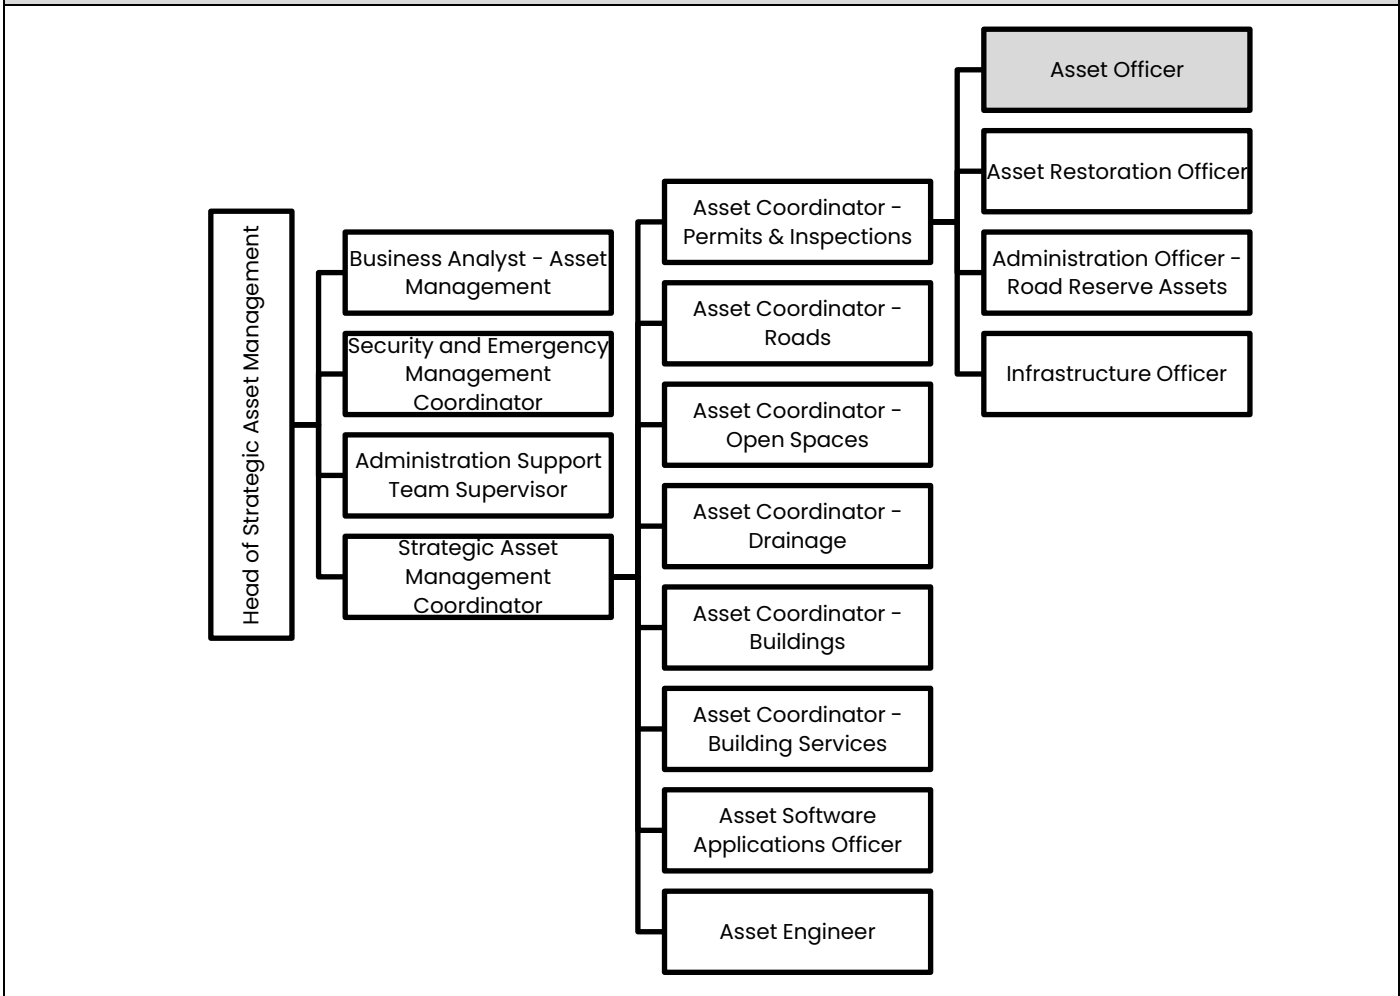 Head of Strategic Asset Management
Business Analyst - Asset
Management
Security and Emergency
Management
Coordinator
Administration Support
Team Supervisor
Strategic Asset
Management
Coordinator
Asset Coordinator -
Permits & Inspections
Asset Coordinator -
Roads
Asset Coordinator -
Open Spaces
Asset Coordinator -
Drainage
Asset Coordinator -
Buildings
Asset Coordinator -
Building Services
Asset Software
Applications Officer
Asset Engineer
Asset Officer
Asset Restoration Officer
Administration Officer -
Road Reserve Assets
Infrastructure Officer